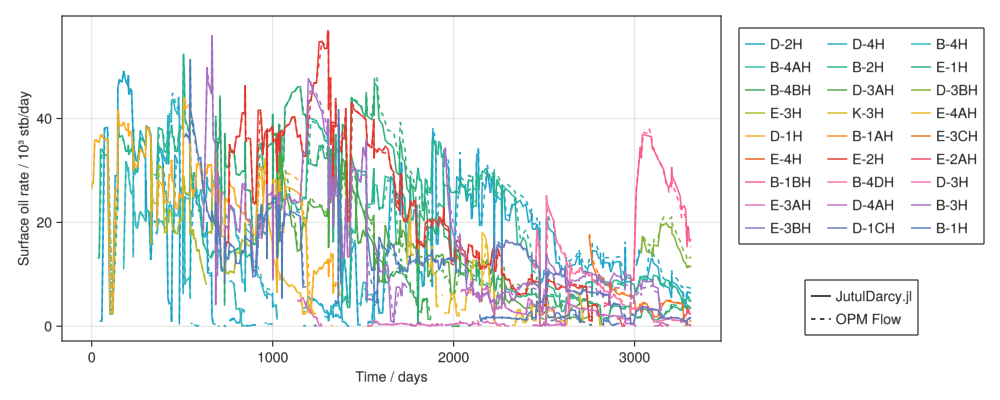 Surface oil rate / 10³ stb/day
40
20
0
0 1000 2000 3000
Time / days
D-2H D-4H B-4H
B-4AH B-2H E-1H
B-4BH D-3AH D-3BH
E-3H K-3H E-4AH
D-1H B-1AH E-3CH
E-4H E-2H E-2AH
B-1BH B-4DH D-3H
E-3AH D-4AH B-3H
E-3BH D-1CH B-1H
JutulDarcy.jl
OPM Flow